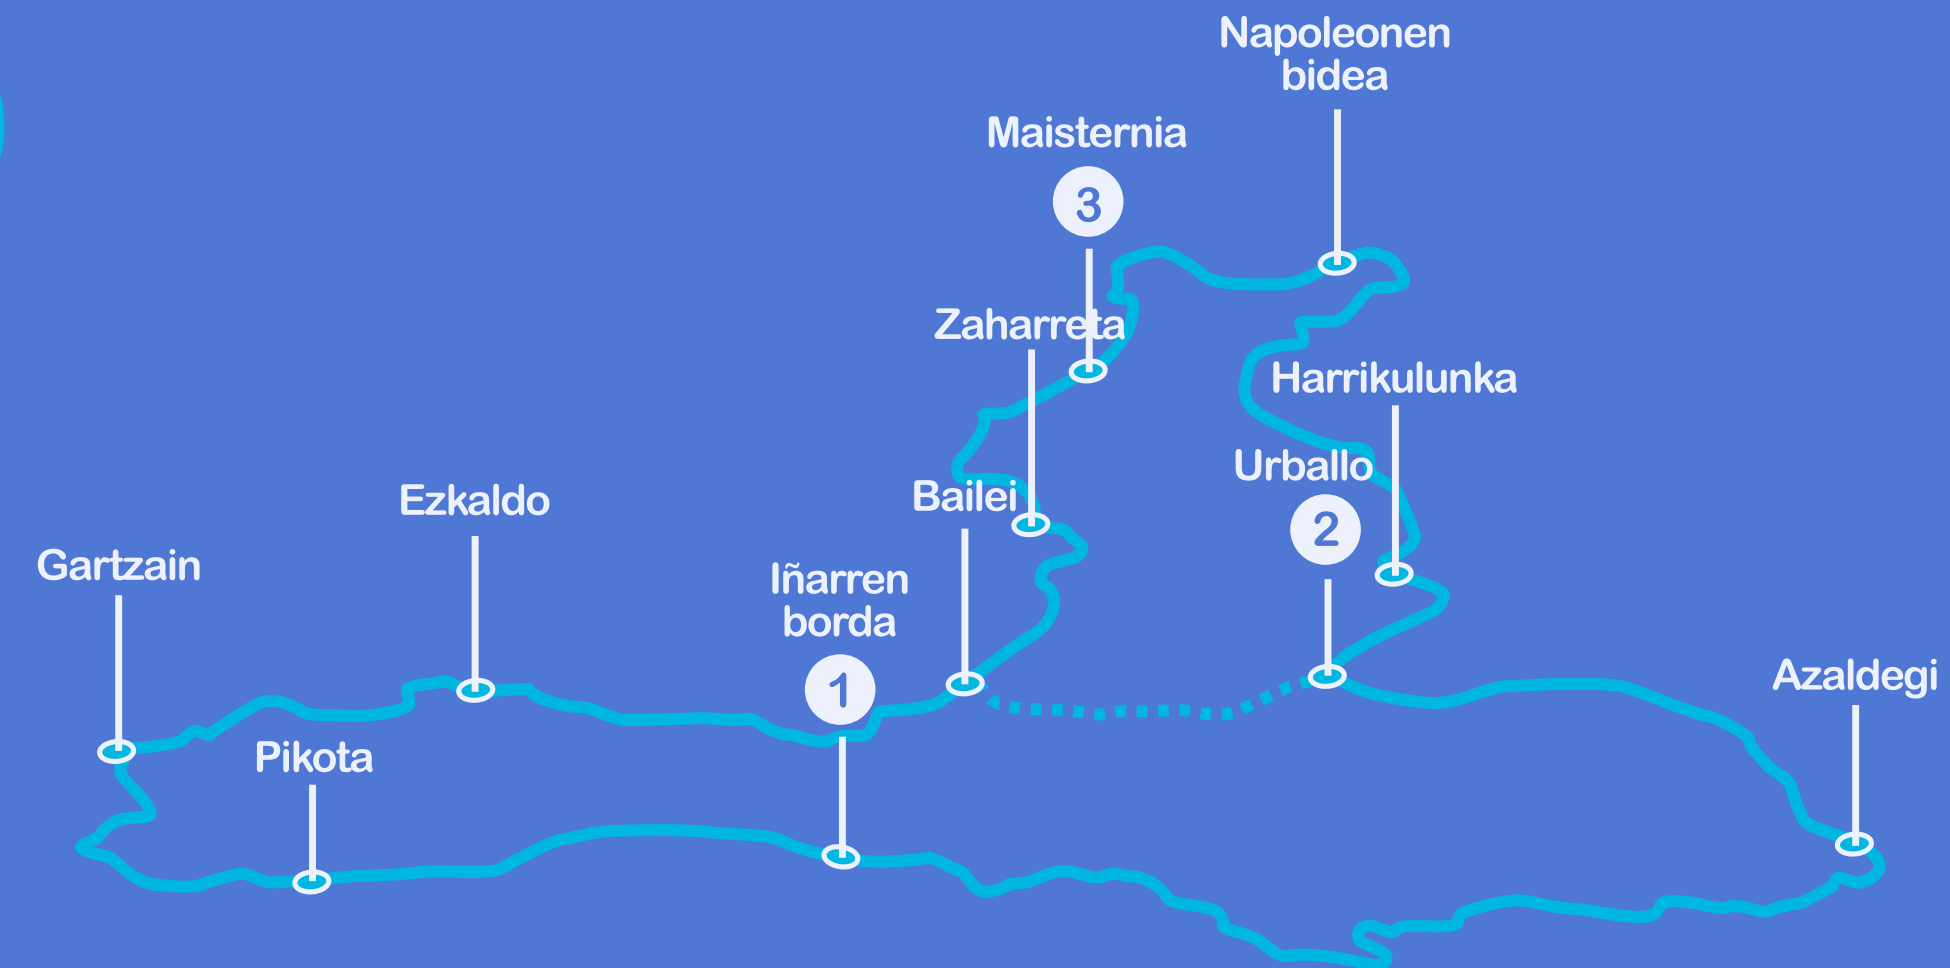 Napoleonen
bidea
Maisternia
3
Zaharreta
Harrikulunka
Urballo
2
Bailei
Ezkaldo
Gartzain
Iñarren
borda
1
Azaldegi
Pikota